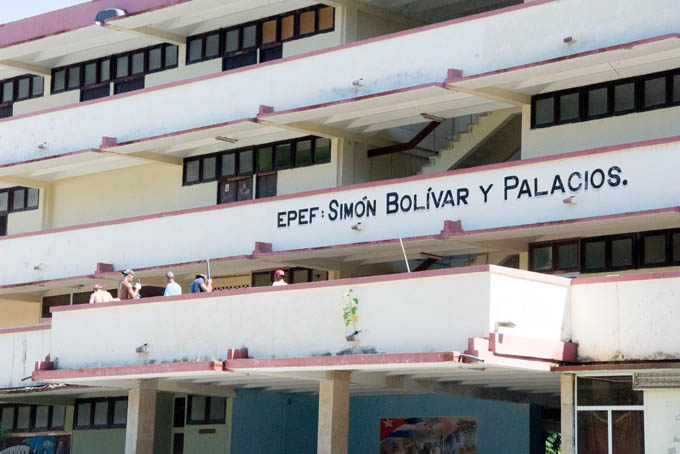 EPEF: SIMÓN BOLÍVAR Y PALACIOS.